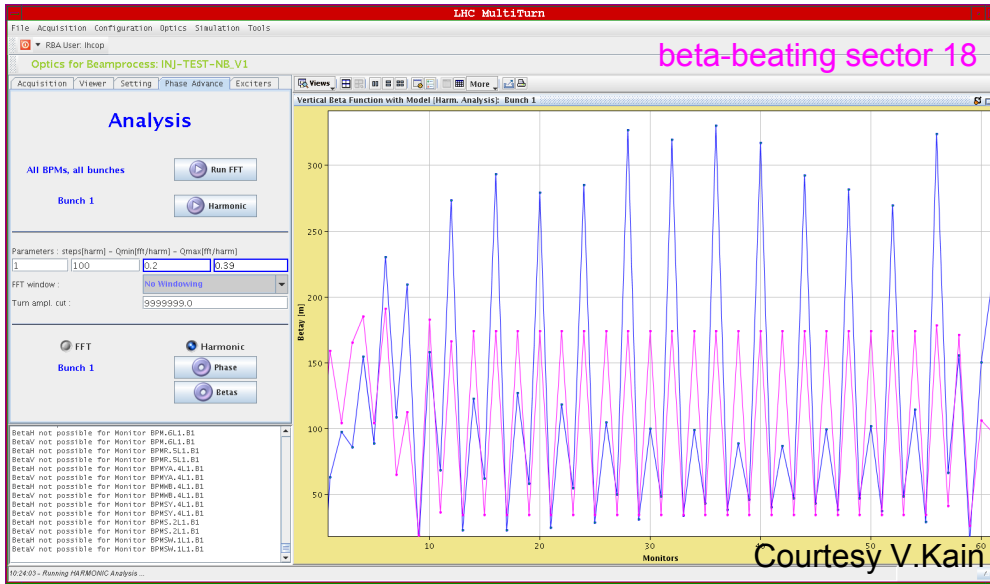 LHC MultiTurn
File Acquisition Configuration Optics Simulation Tools
RBA User: lhcop
beta-beating sector 18
Optics for Beamprocess: INJ-TEST-NB_V1
Acquisition Viewer Setting Phase Advance Exciters
Views More
Vertical Beta Function with Model (Harm. Analysis): Bunch 1
Analysis
All BPMs, all bunches
Run FFT
Bunch 1
Harmonic
Parameters : steps[harm] - Qmin[fft/harm] - Qmax[fft/harm]
1 100 0.2 0.39
FFT window :
No Windowing
Turn ampl. cut :
9999999.0
FFT
Harmonic
Bunch 1
Phase
Betas
BetaH not possible for Monitor BPM.6L1.B1
BetaV not possible for Monitor BPM.6L1.B1
BetaH not possible for Monitor BPMR.5L1.B1
BetaV not possible for Monitor BPMR.5L1.B1
BetaH not possible for Monitor BPMYA.4L1.B1
BetaV not possible for Monitor BPMYA.4L1.B1
BetaH not possible for Monitor BPMWB.4L1.B1
BetaV not possible for Monitor BPMWB.4L1.B1
BetaH not possible for Monitor BPMSY.4L1.B1
BetaV not possible for Monitor BPMSY.4L1.B1
BetaH not possible for Monitor BPMS.2L1.B1
BetaV not possible for Monitor BPMS.2L1.B1
BetaH not possible for Monitor BPMSW.1L1.B1
BetaV not possible for Monitor BPMSW.1L1.B1
10:24:03 - Running HARMONIC Analysis ...
Betay [m]
300
250
200
150
100
50
10 20 30 40 50 60
Monitors
Courtesy V.Kain